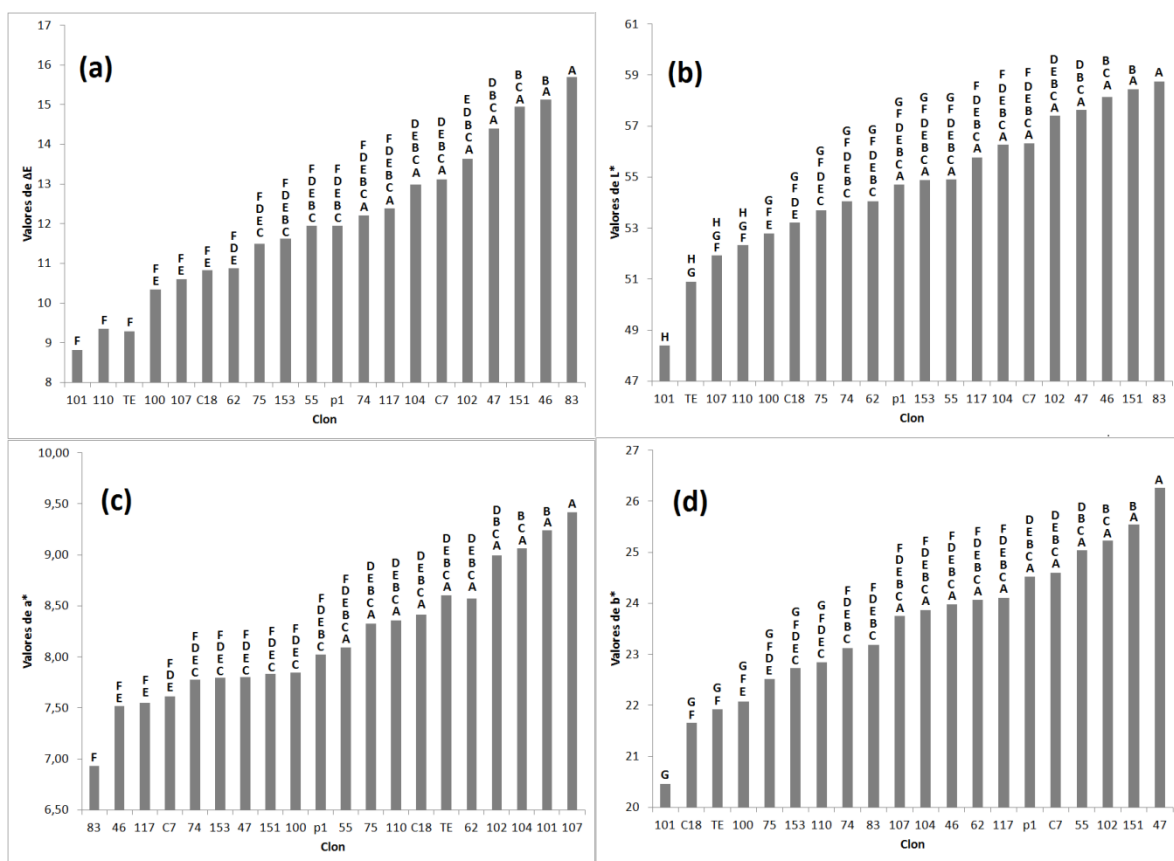 (a)
Valores de ΔE
17
16
15
14
13
12
11
10
9
8
F
F
F
F E
F E
F E
F D E
F D E C
F D E B C
F D E B C
F D E B C
F D E B C A
F D E B C A
D E B C A
D E B C A
E D B C A
D B C A
B C A
B A
A
101 110 TE 100 107 C18 62 75 153 55 p1 74 117 104 C7 102 47 151 46 83
Clon
(b)
Valores de L*
61
59
57
55
53
51
49
47
H
H G
H G F
H G F
G F E
G F D E
G F D E C
G F D E B C
G F D E B C
G F D E B C A
G F D E B C A
G F D E B C A
F D E B C A
F D E B C A
F D E B C A
D E B C A
D B C A
B C A
B A
A
101 TE 107 110 100 C18 75 74 62 p1 153 55 117 104 C7 102 47 46 151 83
Clon
(c)
Valores de a*
10,00
9,50
9,00
8,50
8,00
7,50
7,00
6,50
F
F E
F E
F D E
F D E C
F D E C
F D E C
F D E C
F D E C
F D E B C
F D E B C A
D E B C A
D E B C A
D E B C A
D E B C A
D E B C A
D B C A
B C A
B A
A
83 46 117 C7 74 153 47 151 100 p1 55 75 110 C18 TE 62 102 104 101 107
Clon
(d)
Valores de b*
27
26
25
24
23
22
21
20
G
G F
G F
G F E
G F D E
G F D E C
G F D E C
F D E B C
F D E B C
F D E B C A
F D E B C A
F D E B C A
F D E B C A
F D E B C A
D E B C A
D E B C A
D B C A
B C A
B A
A
101 C18 TE 100 75 153 110 74 83 107 104 46 62 117 p1 C7 55 102 151 47
Clon